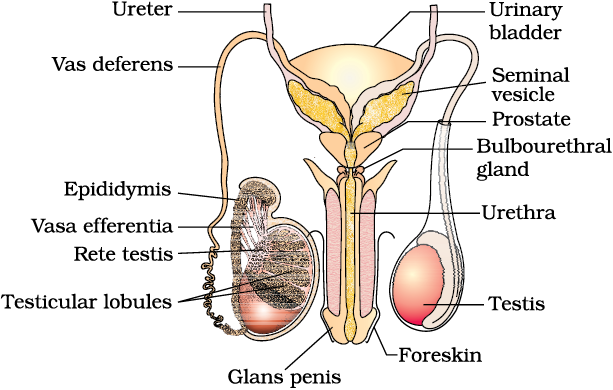 Ureter
Urinary
bladder
Vas deferens
Seminal
vesicle
Prostate
Bulbourethral
gland
Epididymis
Vasa efferentia
Urethra
Rete testis
Testicular lobules
Testis
Foreskin
Glans penis